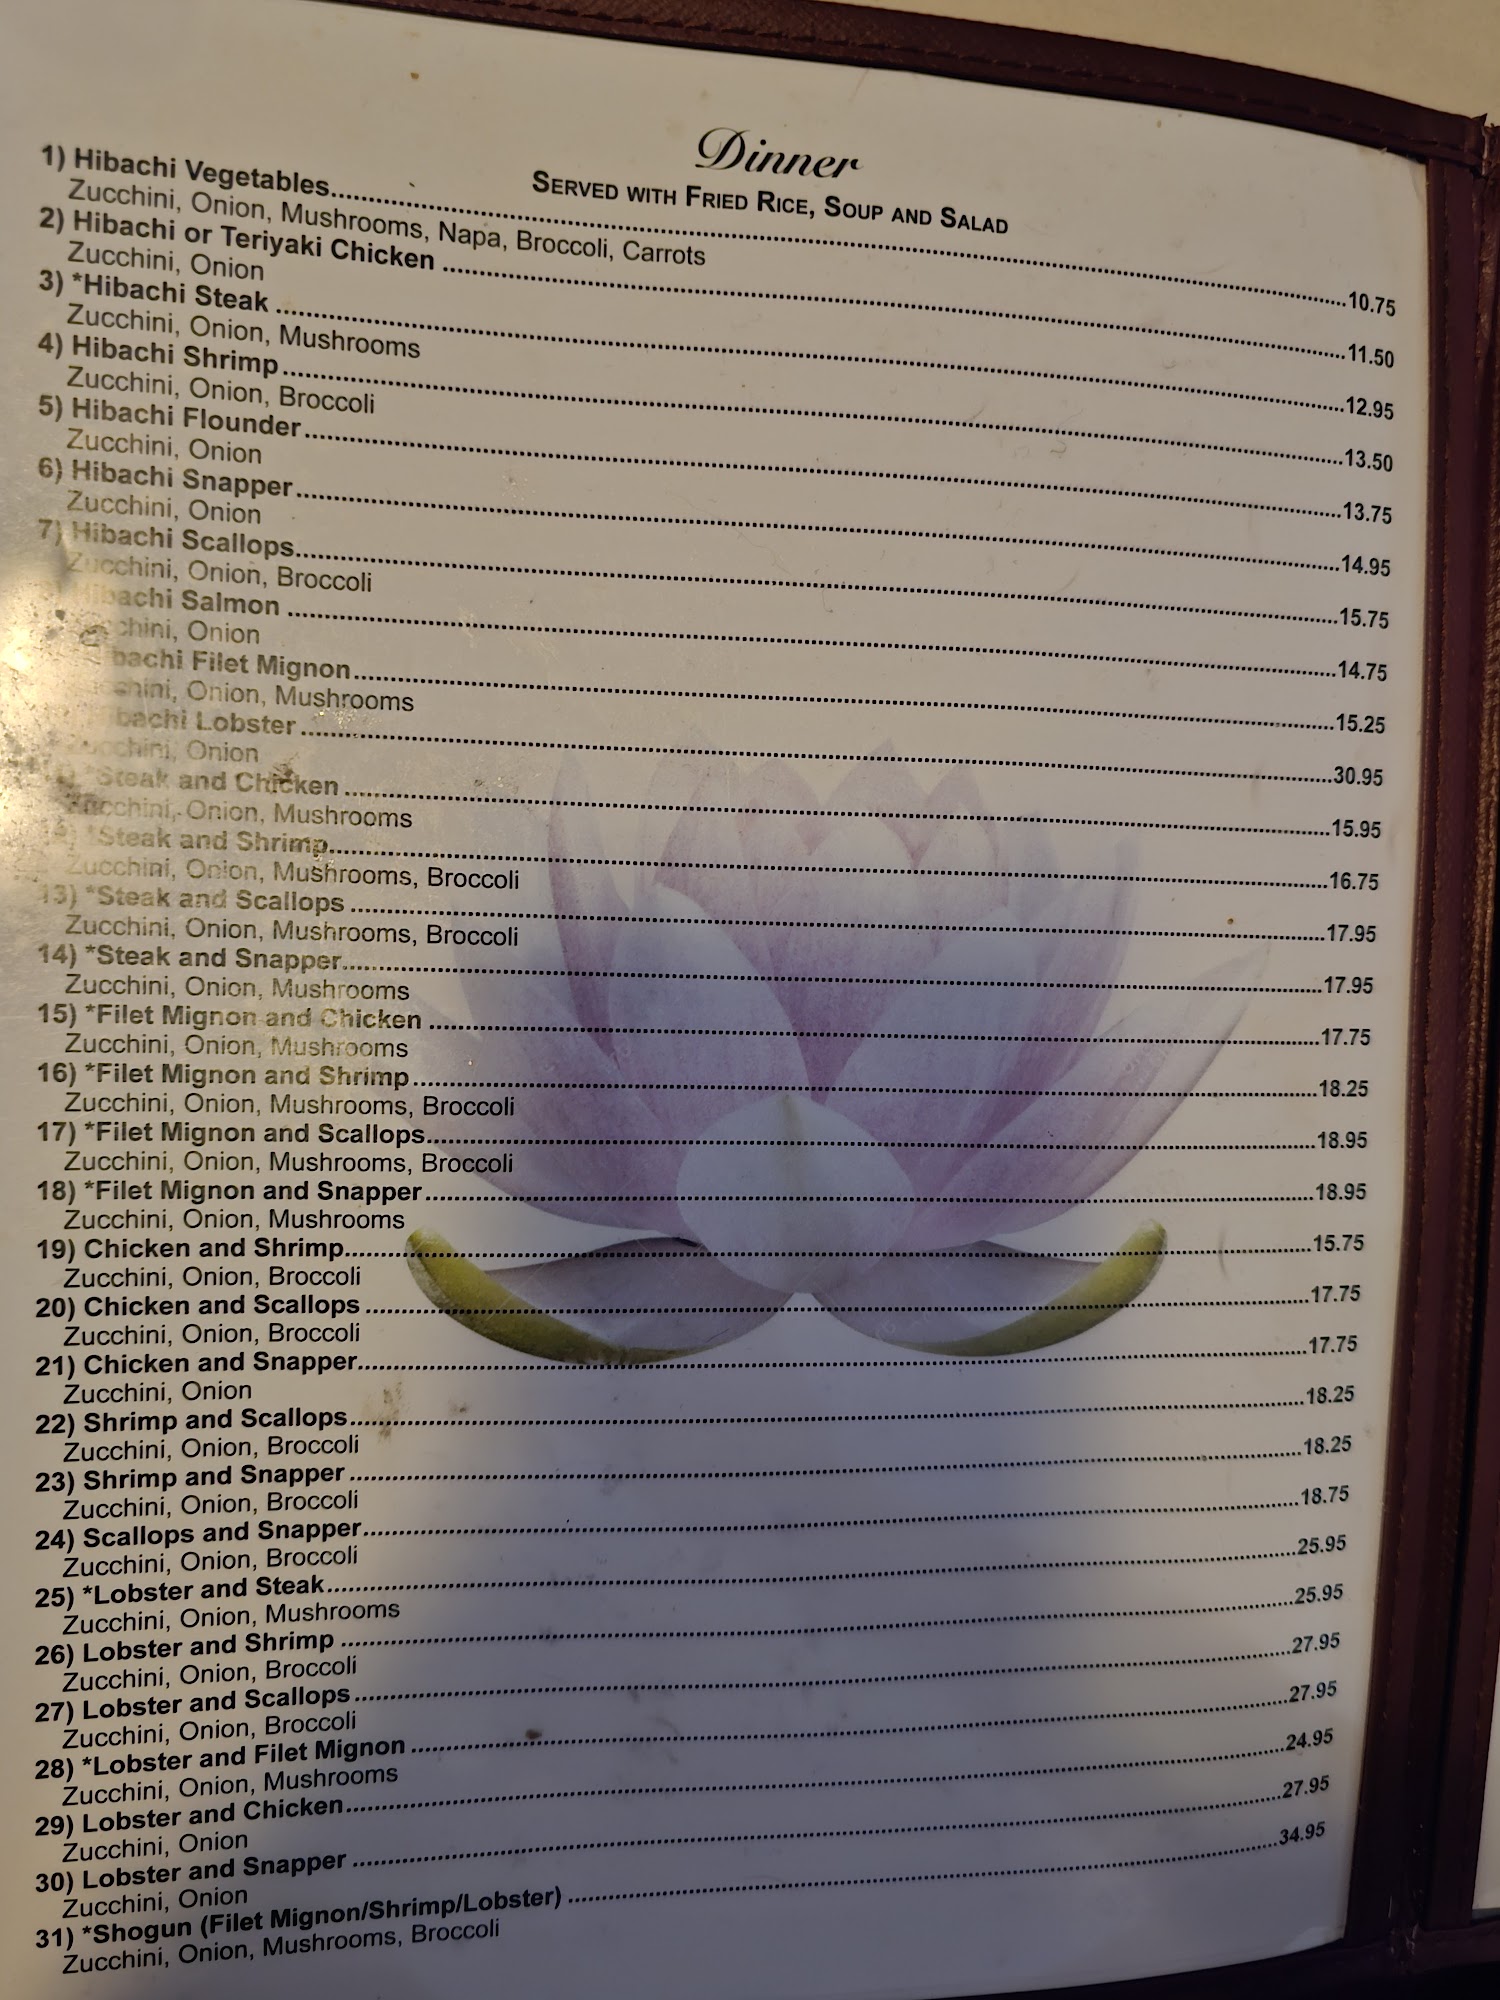 Dinner
Served with Fried Rice, Soup and Salad
1) Hibachi Vegetables 10.75
Zucchini, Onion, Mushrooms, Napa, Broccoli, Carrots
2) Hibachi or Teriyaki Chicken 11.50
Zucchini, Onion
3) *Hibachi Steak 12.95
Zucchini, Onion, Mushrooms
4) Hibachi Shrimp 13.50
Zucchini, Onion, Broccoli
5) Hibachi Flounder 13.75
Zucchini, Onion
6) Hibachi Snapper 14.95
Zucchini, Onion
7) Hibachi Scallops 15.75
Zucchini, Onion, Broccoli
Hibachi Salmon 14.75
Zucchini, Onion
Hibachi Filet Mignon 15.25
Zucchini, Onion, Mushrooms
Hibachi Lobster 30.95
Zucchini, Onion
*Steak and Chicken 15.95
Zucchini, Onion, Mushrooms
*Steak and Shrimp 16.75
Zucchini, Onion, Mushrooms, Broccoli
13) *Steak and Scallops 17.95
Zucchini, Onion, Mushrooms, Broccoli
14) *Steak and Snapper 17.95
Zucchini, Onion, Mushrooms
15) *Filet Mignon and Chicken 17.75
Zucchini, Onion, Mushrooms
16) *Filet Mignon and Shrimp 18.25
Zucchini, Onion, Mushrooms, Broccoli
17) *Filet Mignon and Scallops 18.95
Zucchini, Onion, Mushrooms, Broccoli
18) *Filet Mignon and Snapper 18.95
Zucchini, Onion, Mushrooms
19) Chicken and Shrimp 15.75
Zucchini, Onion, Broccoli
20) Chicken and Scallops 17.75
Zucchini, Onion, Broccoli
21) Chicken and Snapper 17.75
Zucchini, Onion
22) Shrimp and Scallops 18.25
Zucchini, Onion, Broccoli
23) Shrimp and Snapper 18.25
Zucchini, Onion, Broccoli
24) Scallops and Snapper 18.75
Zucchini, Onion, Broccoli
25) *Lobster and Steak 25.95
Zucchini, Onion, Mushrooms
26) Lobster and Shrimp 25.95
Zucchini, Onion, Broccoli
27) Lobster and Scallops 27.95
Zucchini, Onion, Broccoli
28) *Lobster and Filet Mignon 27.95
Zucchini, Onion, Mushrooms
29) Lobster and Chicken 24.95
Zucchini, Onion
30) Lobster and Snapper 27.95
Zucchini, Onion
31) *Shogun (Filet Mignon/Shrimp/Lobster) 34.95
Zucchini, Onion, Mushrooms, Broccoli